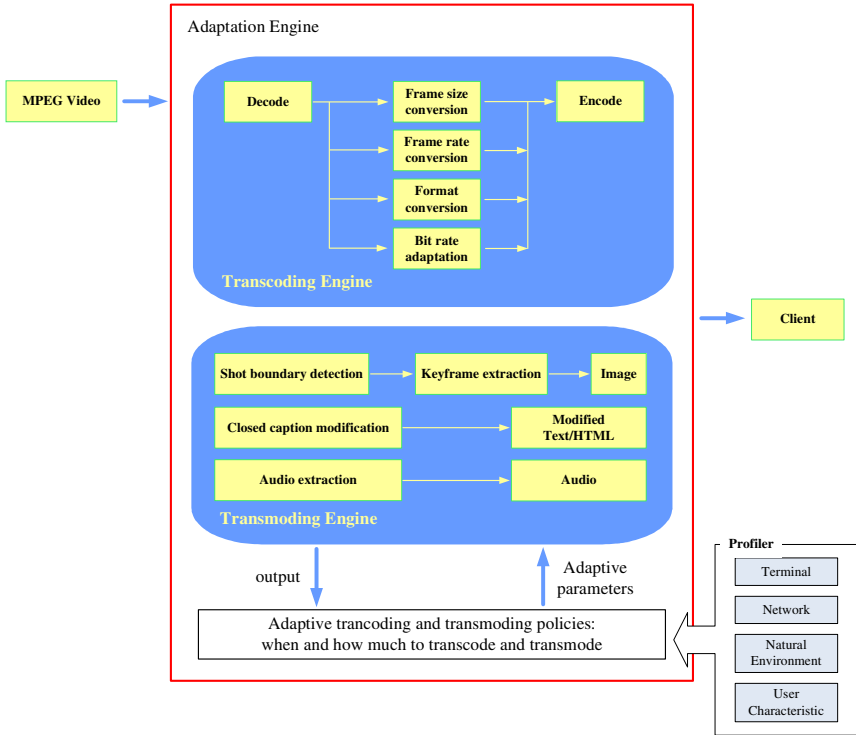 Adaptation Engine
MPEG Video
Decode
Frame size
conversion
Encode
Frame rate
conversion
Format
conversion
Bit rate
adaptation
Transcoding Engine
Client
Shot boundary detection
Keyframe extraction
Image
Closed caption modification
Modified
Text/HTML
Audio extraction
Audio
Transmoding Engine
output
Adaptive
parameters
Adaptive trancoding and transmoding policies:
when and how much to transcode and transmode
Profiler
Terminal
Network
Natural
Environment
User
Characteristic